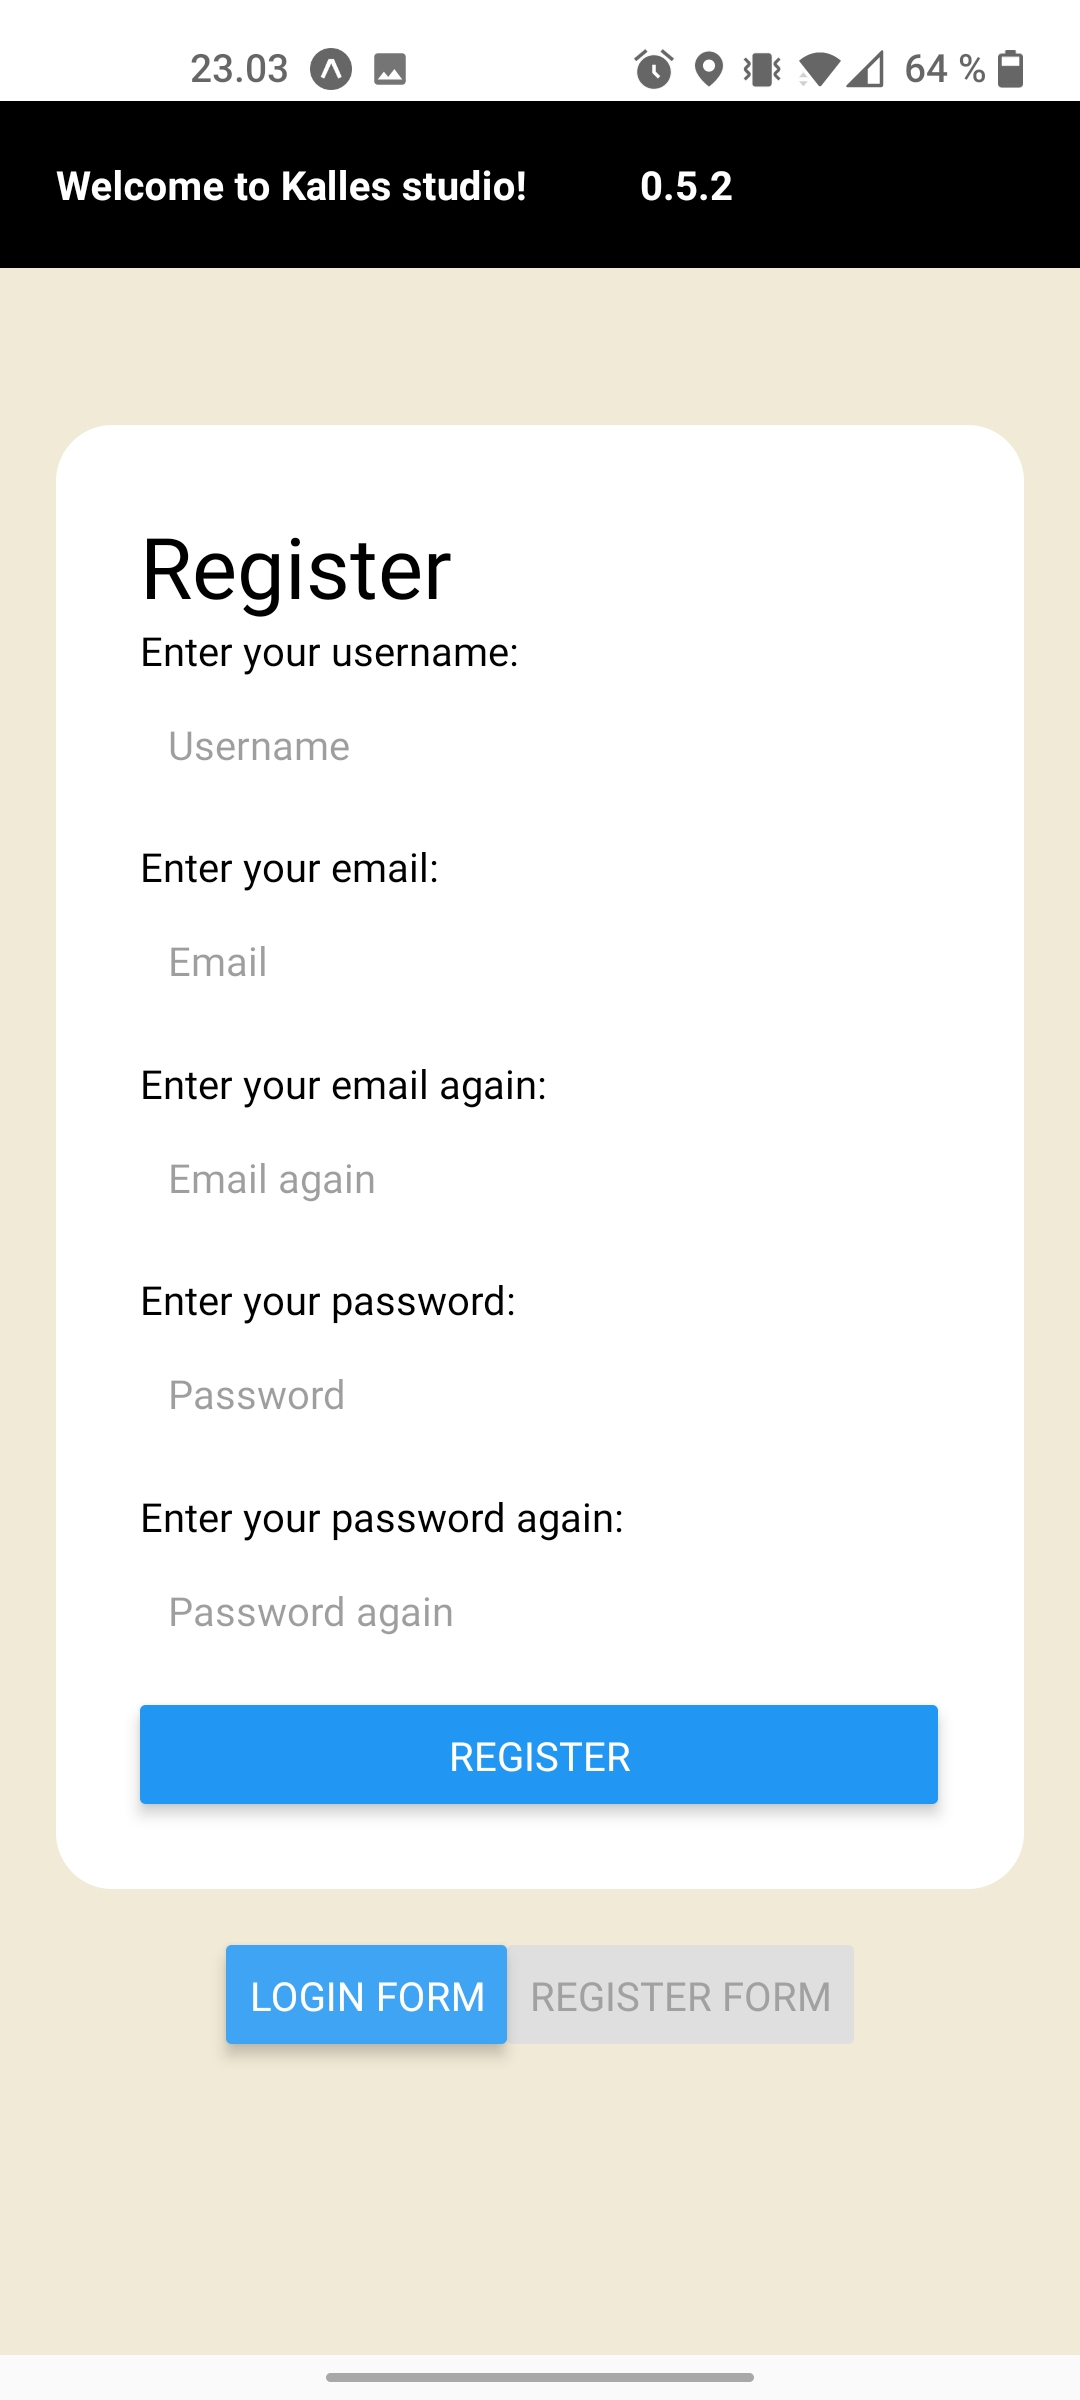 23.03 64 %
Welcome to Kalles studio! 0.5.2
Register
Enter your username:
Username
Enter your email:
Email
Enter your email again:
Email again
Enter your password:
Password
Enter your password again:
Password again
REGISTER
LOGIN FORM REGISTER FORM